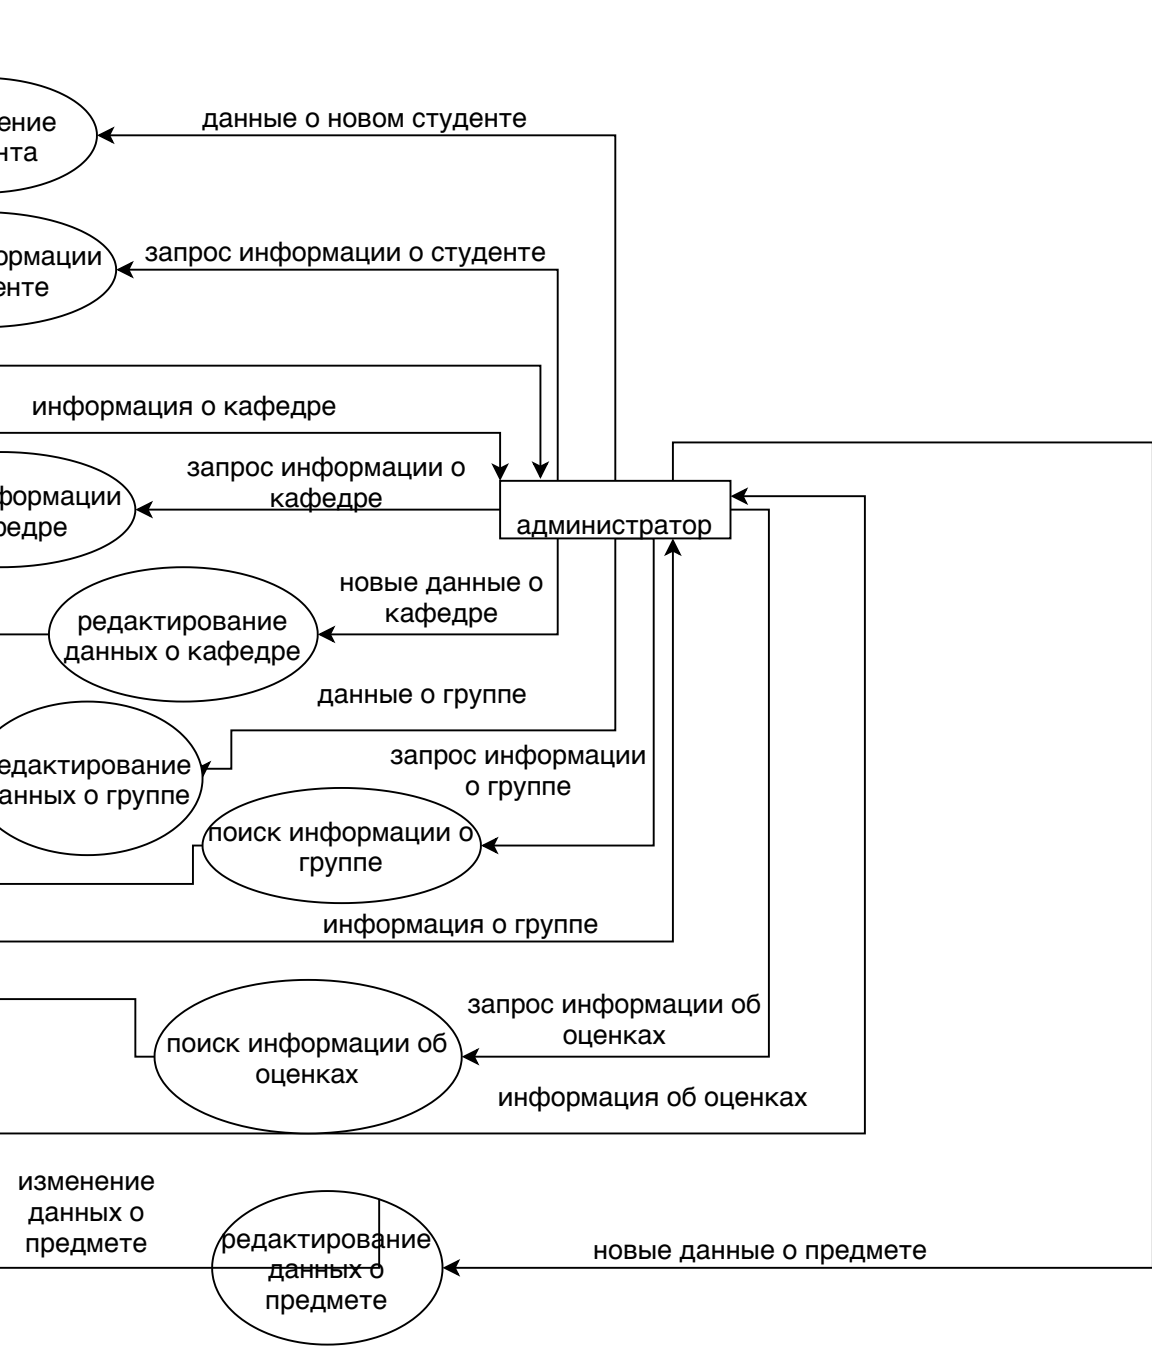 данные о новом студенте
ение
нта
запрос информации о студенте
ормации
енте
информация о кафедре
запрос информации о
кафедре
формации
редре
администратор
новые данные о
кафедре
редактирование
данных о кафедре
данные о группе
запрос информации
о группе
едактирование
анных о группе
поиск информации о
группе
информация о группе
запрос информации об
оценках
поиск информации об
оценках
информация об оценках
изменение
данных о
предмете
редактирование
данных о
предмете
новые данные о предмете